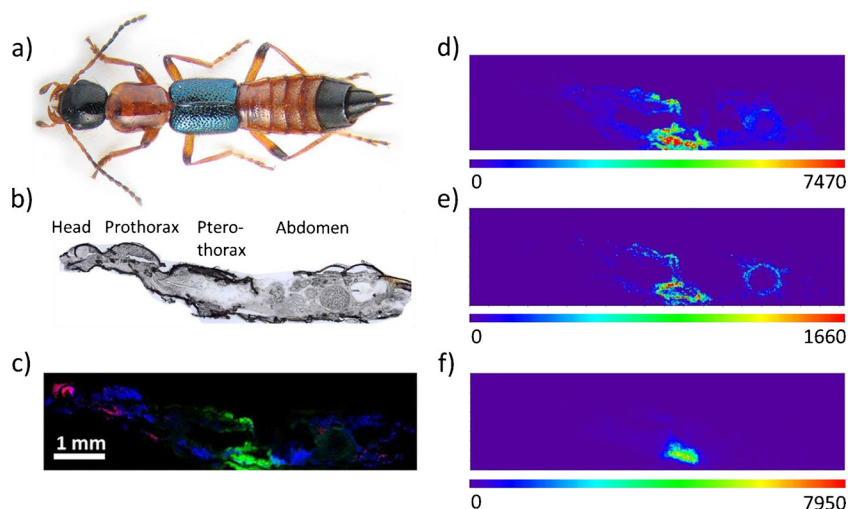 a)
b)
Head Prothorax Ptero-
thorax Abdomen
c)
1 mm
d)
0 7470
e)
0 1660
f)
0 7950